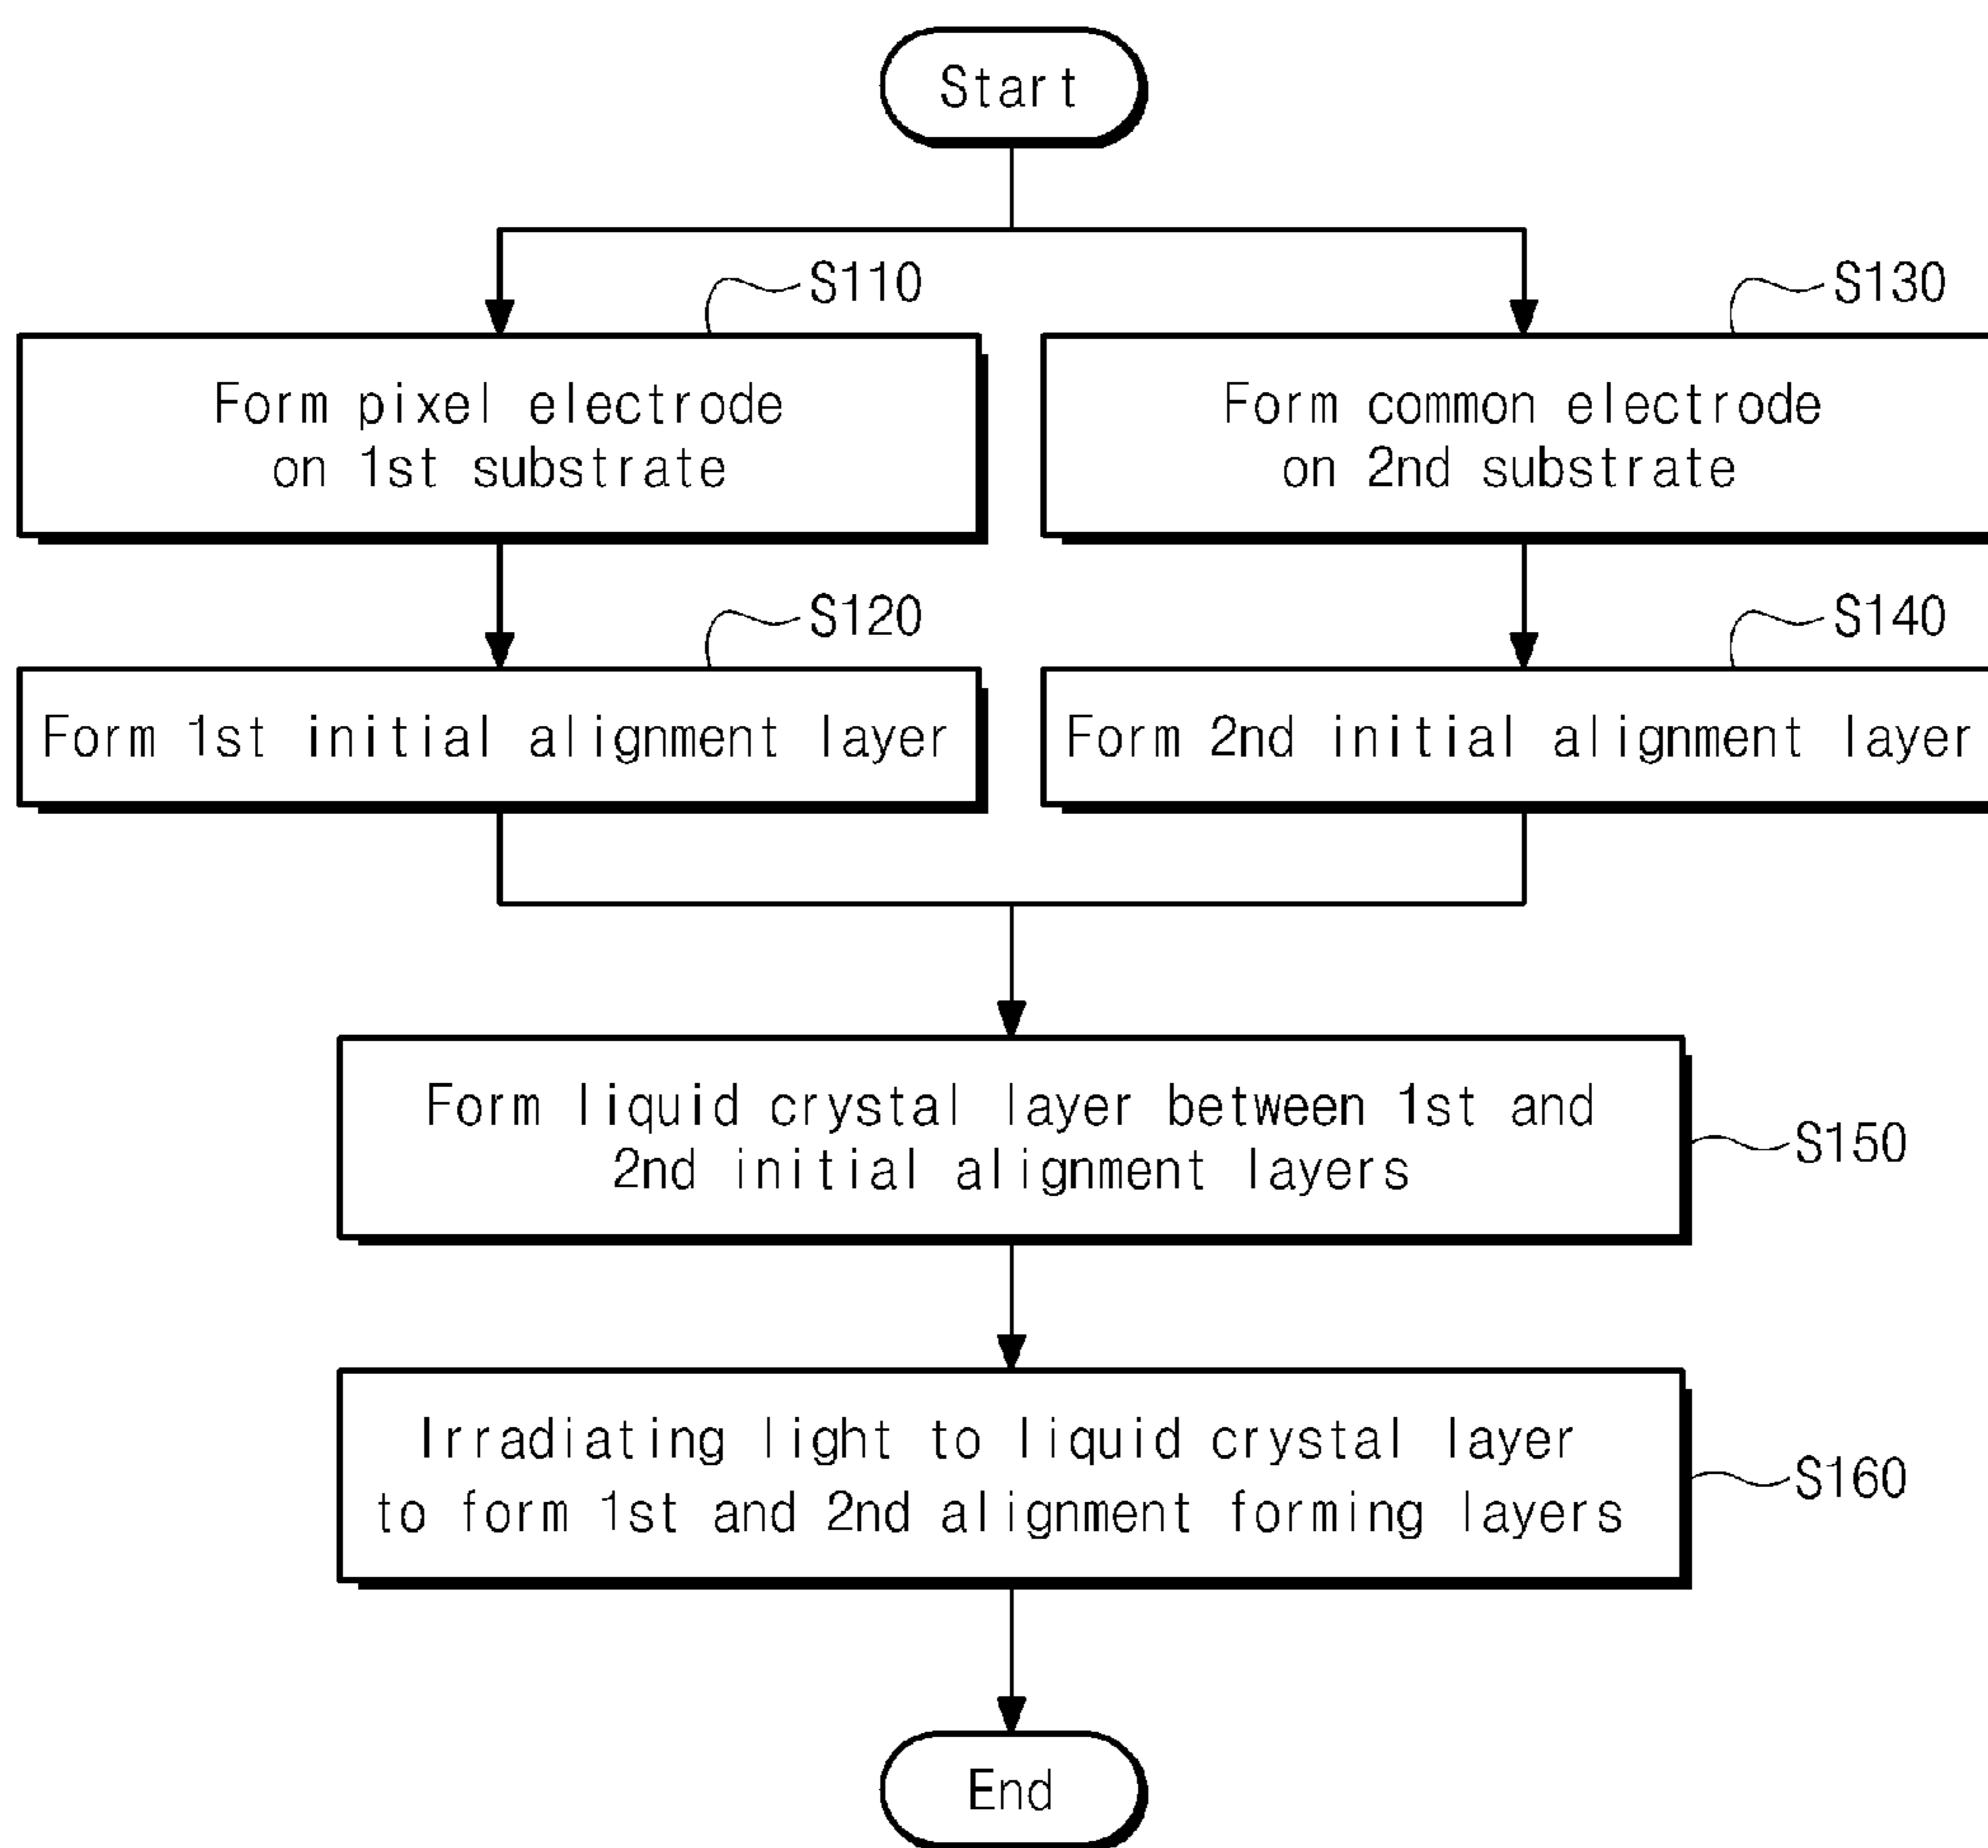 Start
S110
Form pixel electrode
on 1st substrate
S130
Form common electrode
on 2nd substrate
S120
Form 1st initial alignment layer
S140
Form 2nd initial alignment layer
Form liquid crystal layer between 1st and
2nd initial alignment layers
S150
Irradiating light to liquid crystal layer
to form 1st and 2nd alignment forming layers
S160
End